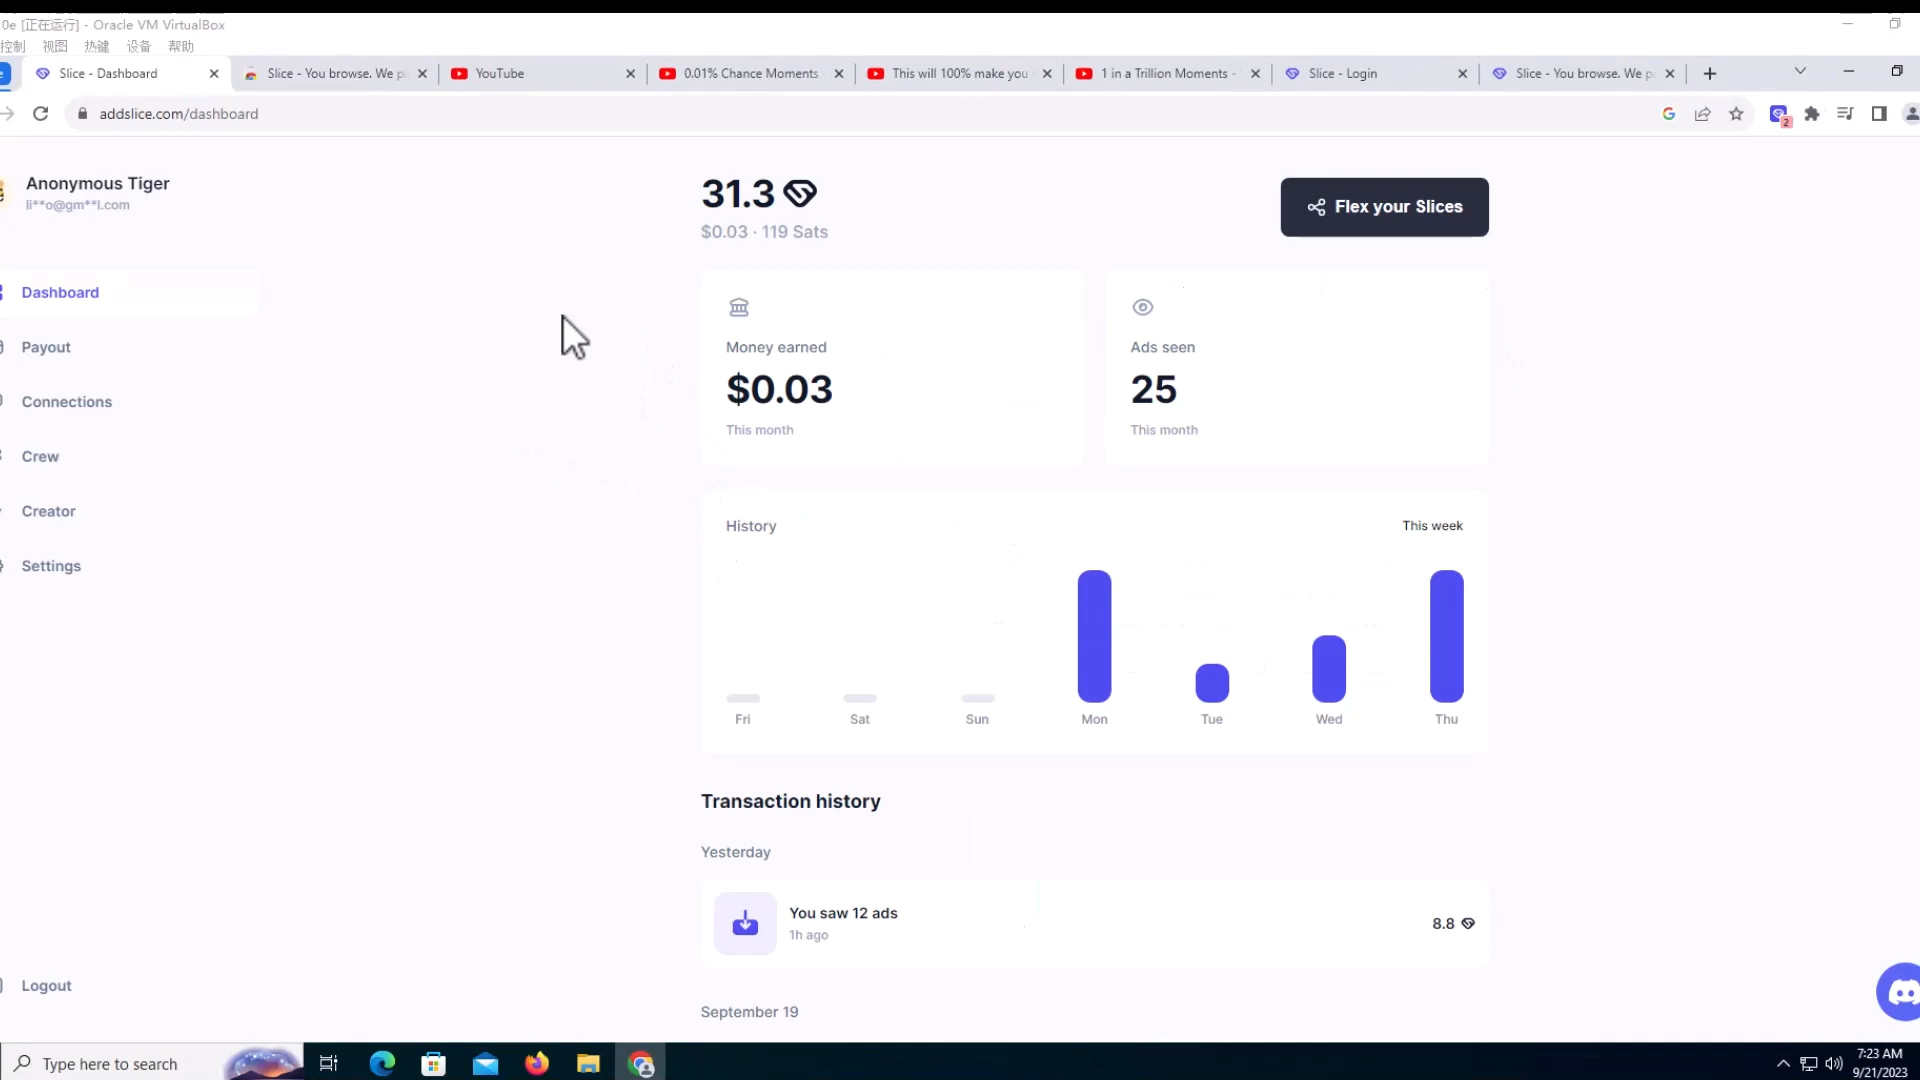 0e [正在运行] - Oracle VM VirtualBox
控制 视图 热键 设备 帮助
Slice - Dashboard
Slice - You browse. We p
YouTube
0.01% Chance Moments
This will 100% make you
1 in a Trillion Moments -
Slice - Login
Slice - You browse. We p
addslice.com/dashboard
2
Anonymous Tiger
li**o@gm**l.com
Dashboard
Payout
Connections
Crew
Creator
Settings
Logout
31.3
$0.03 · 119 Sats
Flex your Slices
Money earned
$0.03
This month
Ads seen
25
This month
History
This week
Fri Sat Sun Mon Tue Wed Thu
Transaction history
Yesterday
You saw 12 ads
1h ago
8.8
September 19
Type here to search
7:23 AM
9/21/2023